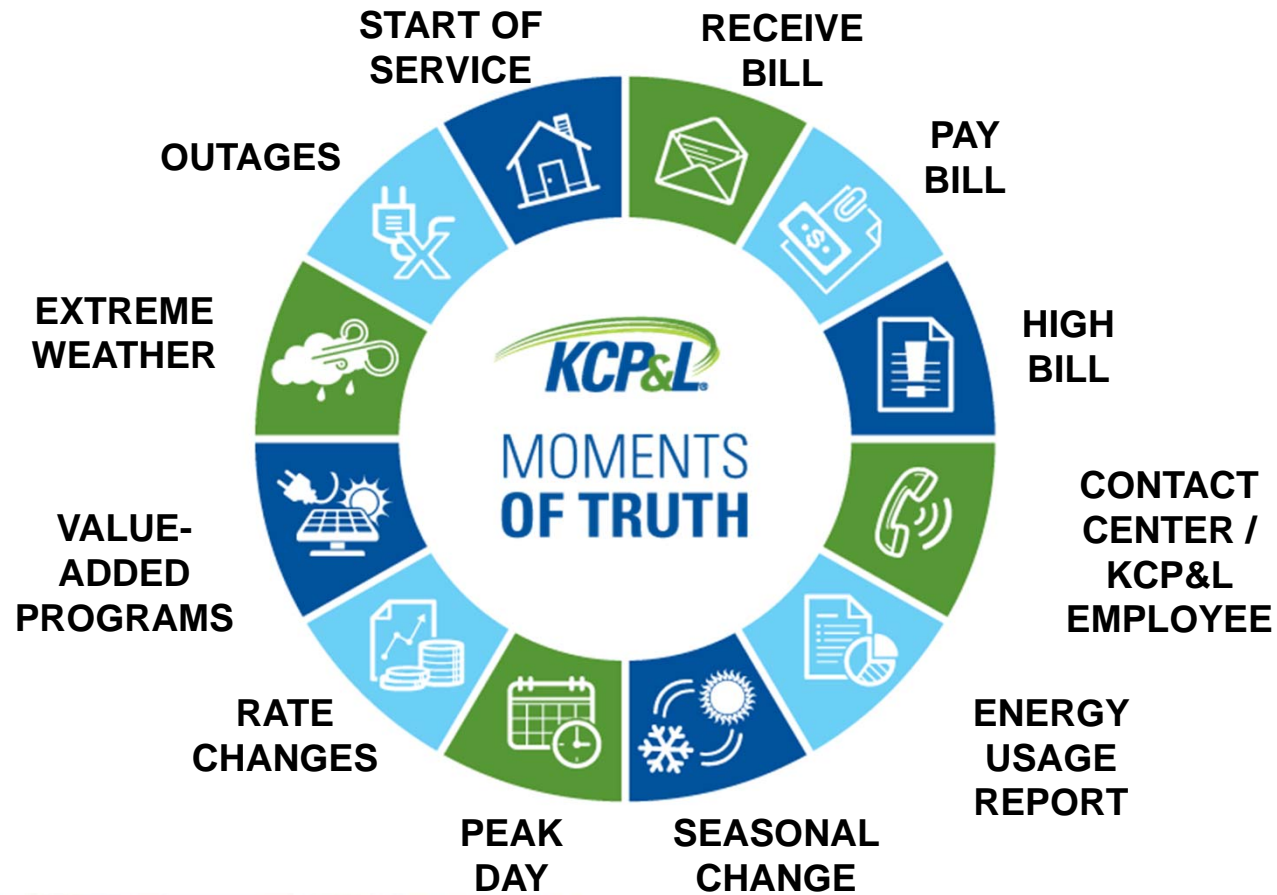 START OF
SERVICE
RECEIVE
BILL
PAY
BILL
HIGH
BILL
CONTACT
CENTER /
KCP&L
EMPLOYEE
ENERGY
USAGE
REPORT
SEASONAL
CHANGE
PEAK
DAY
RATE
CHANGES
VALUE-
ADDED
PROGRAMS
EXTREME
WEATHER
OUTAGES
KCP&L®
MOMENTS
OF TRUTH
$